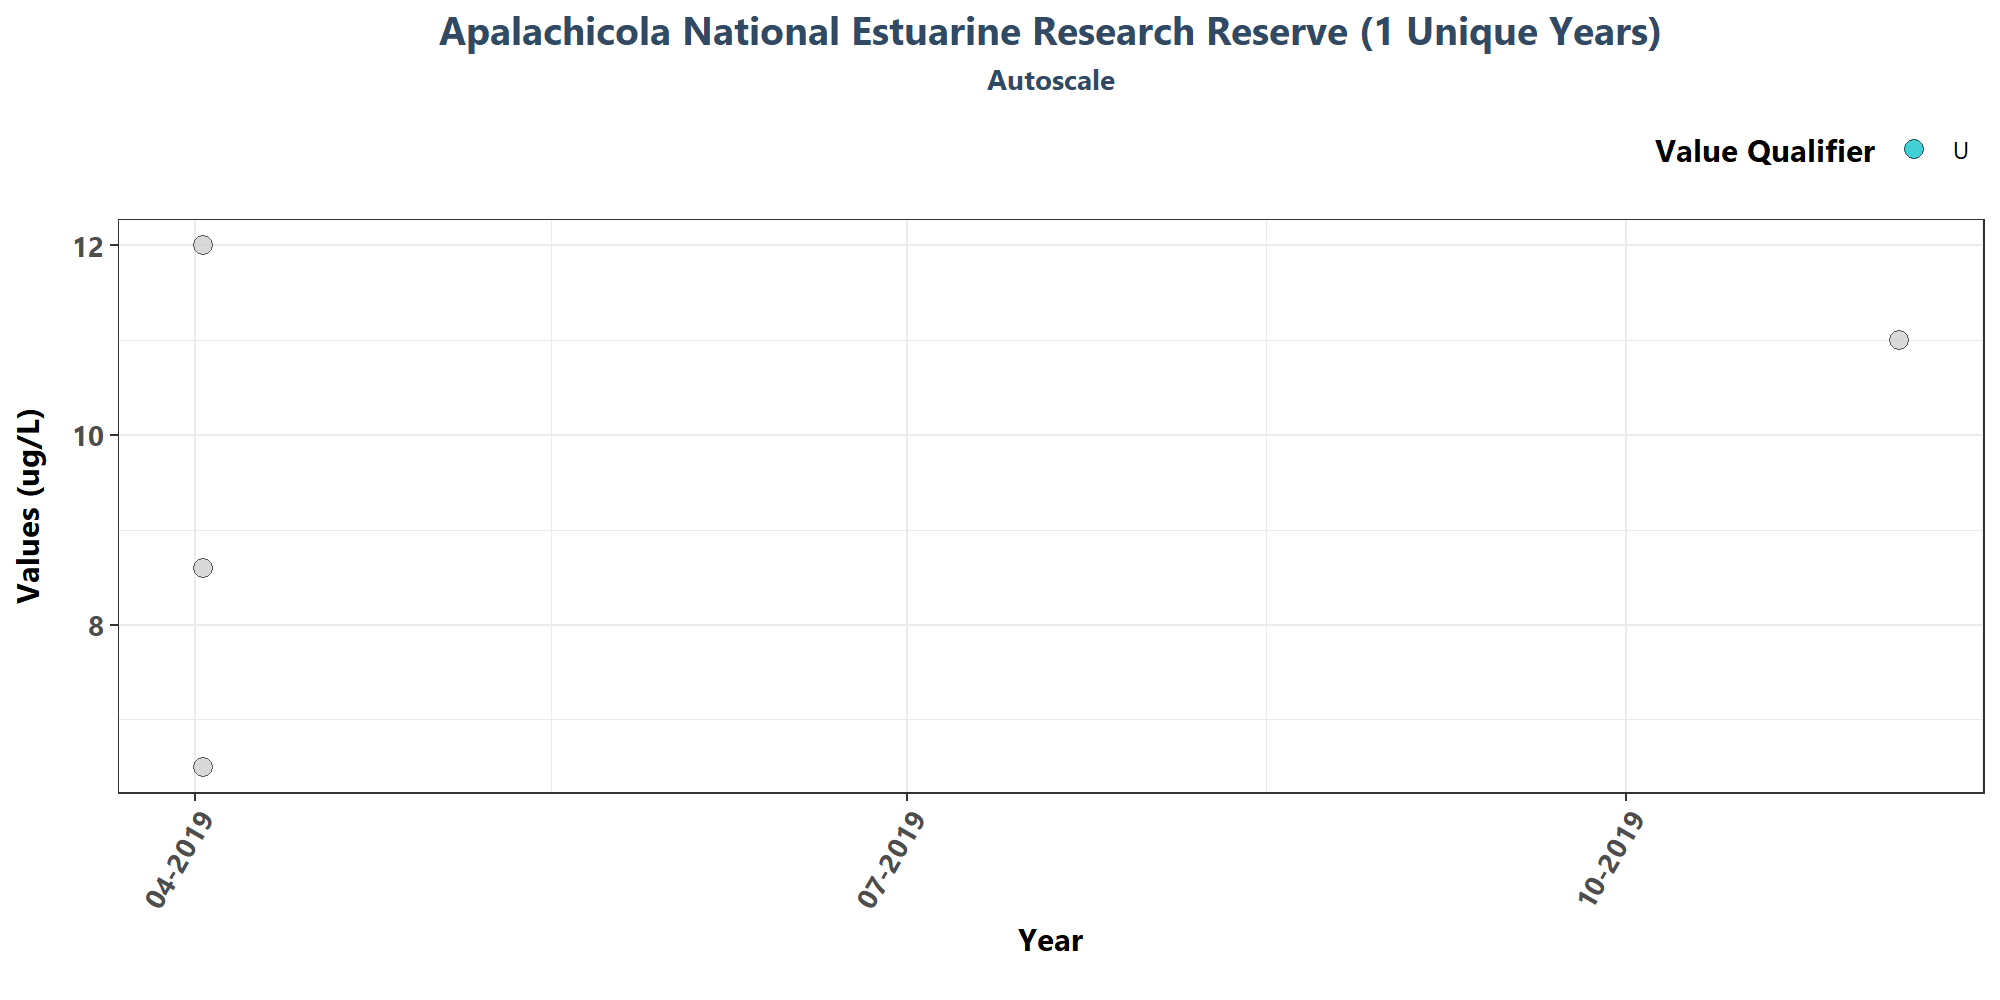 Apalachicola National Estuarine Research Reserve (1 Unique Years)
Autoscale
Value Qualifier U
12
10
8
Values (ug/L)
04-2019
07-2019
10-2019
Year